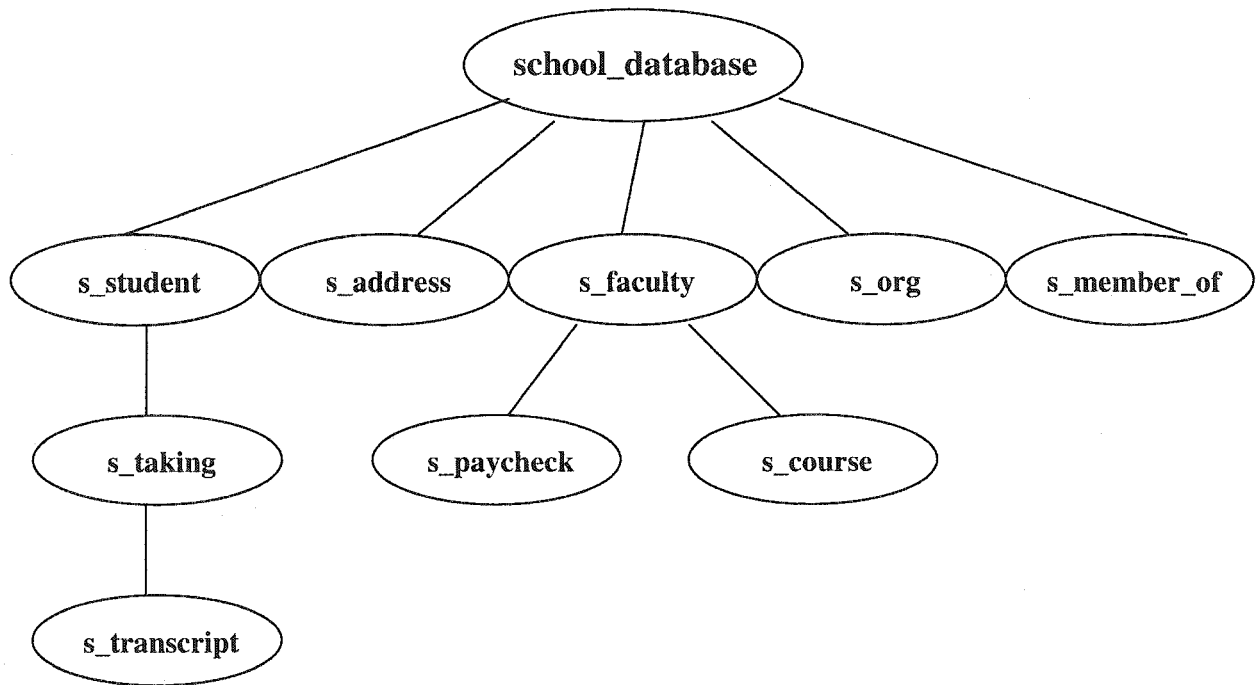 school_database
s_student
s_address
s_faculty
s_org
s_member_of
s_taking
s_paycheck
s_course
s_transcript